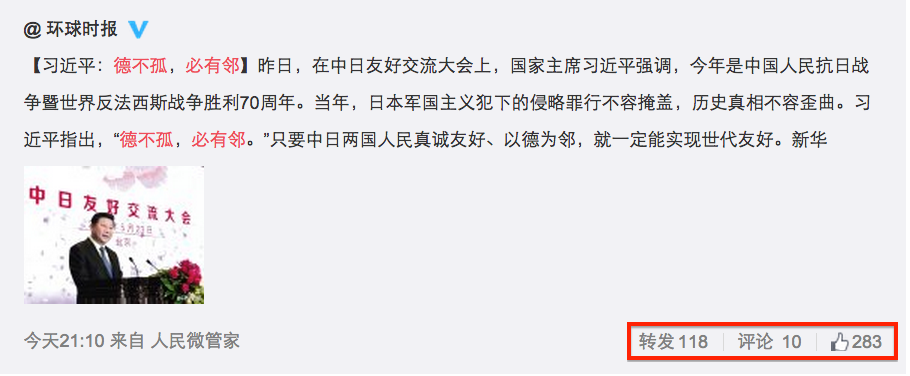 @ 环球时报
【习近平：德不孤，必有邻】昨日，在中日友好交流大会上，国家主席习近平强调，今年是中国人民抗日战
争暨世界反法西斯战争胜利70周年。当年，日本军国主义犯下的侵略罪行不容掩盖，历史真相不容歪曲。习
近平指出，“德不孤，必有邻。”只要中日两国人民真诚友好、以德为邻，就一定能实现世代友好。新华
中日友好交流大会
5月23日
北京
今天21:10 来自 人民微管家
转发 118 评论 10 283